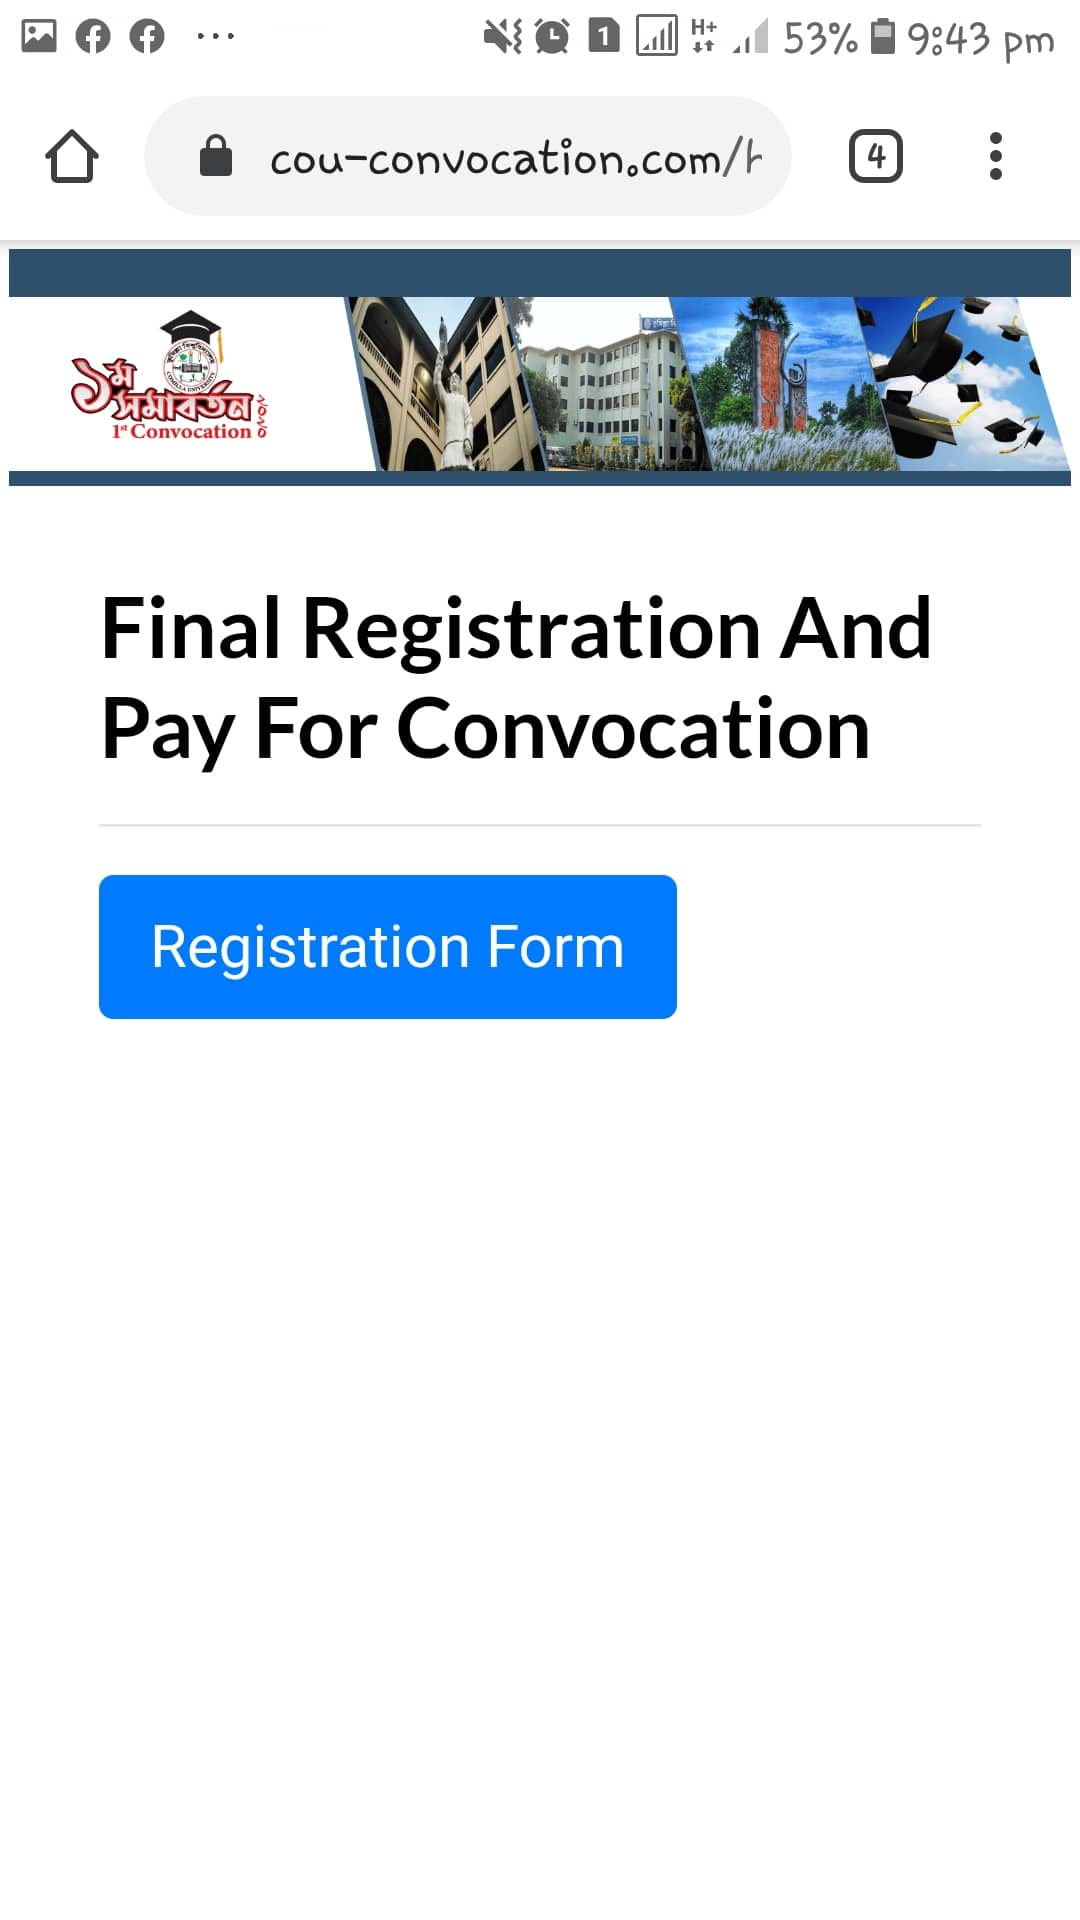 53% 9:43 pm
cou-convocation.com/h
4
১ম
সমাবর্তন
1st Convocation
Final Registration And
Pay For Convocation
Registration Form